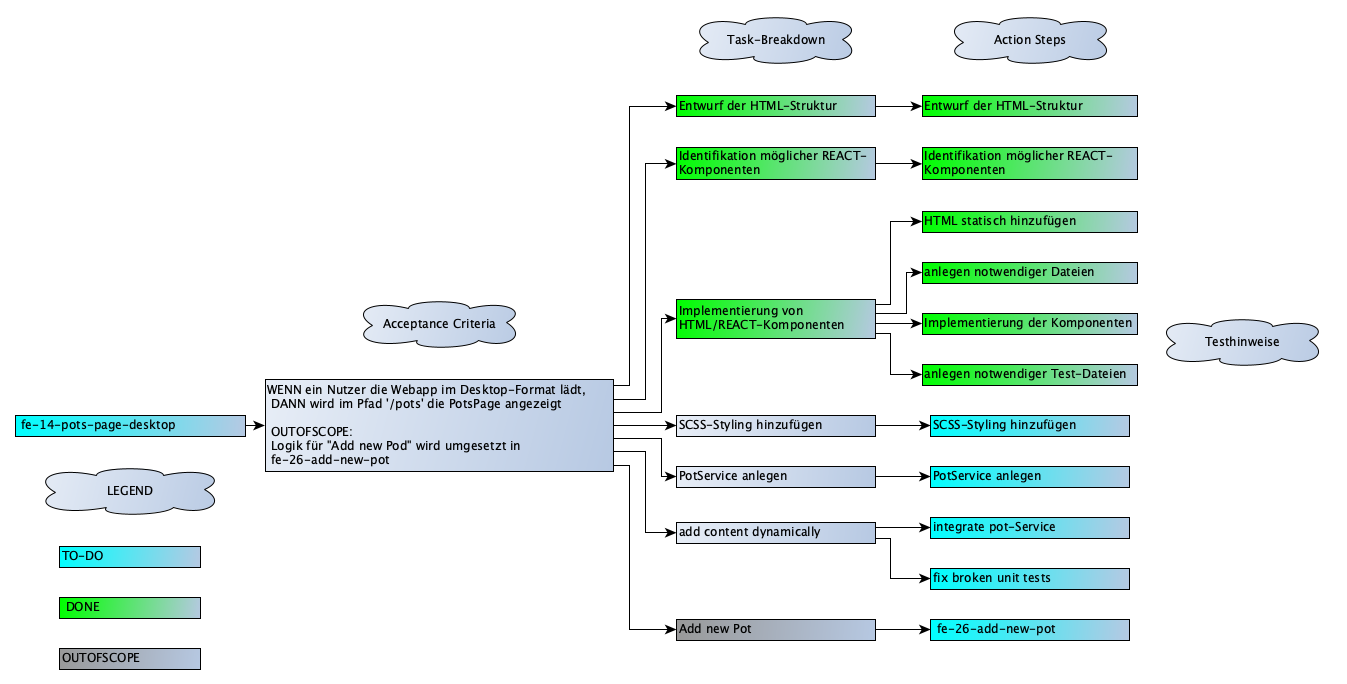 Task-Breakdown
Action Steps
Entwurf der HTML-Struktur
Entwurf der HTML-Struktur
Identifikation möglicher REACT-
Komponenten
Identifikation möglicher REACT-
Komponenten
HTML statisch hinzufügen
anlegen notwendiger Dateien
Implementierung von
HTML/REACT-Komponenten
Implementierung der Komponenten
anlegen notwendiger Test-Dateien
Acceptance Criteria
Testhinweise
fe-14-pots-page-desktop
WENN ein Nutzer die Webapp im Desktop-Format lädt,
DANN wird im Pfad '/pots' die PotsPage angezeigt
OUTOFSCOPE:
Logik für "Add new Pod" wird umgesetzt in
fe-26-add-new-pot
SCSS-Styling hinzufügen
SCSS-Styling hinzufügen
PotService anlegen
PotService anlegen
add content dynamically
integrate pot-Service
fix broken unit tests
Add new Pot
fe-26-add-new-pot
LEGEND
TO-DO
DONE
OUTOFSCOPE